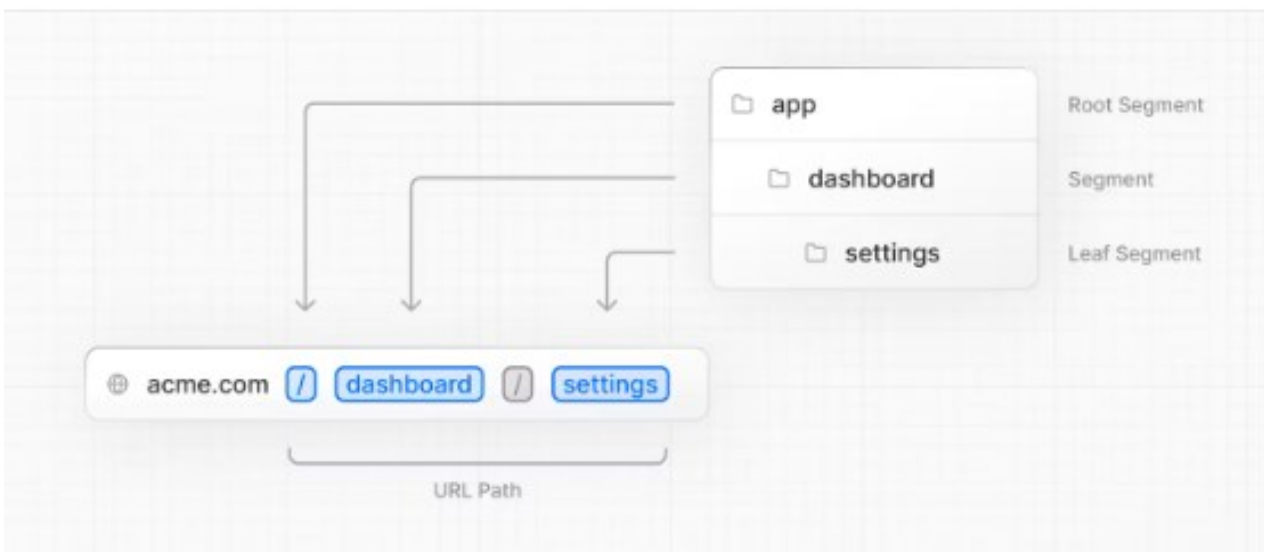 app Root Segment
dashboard Segment
settings Leaf Segment
acme.com / dashboard / settings
URL Path